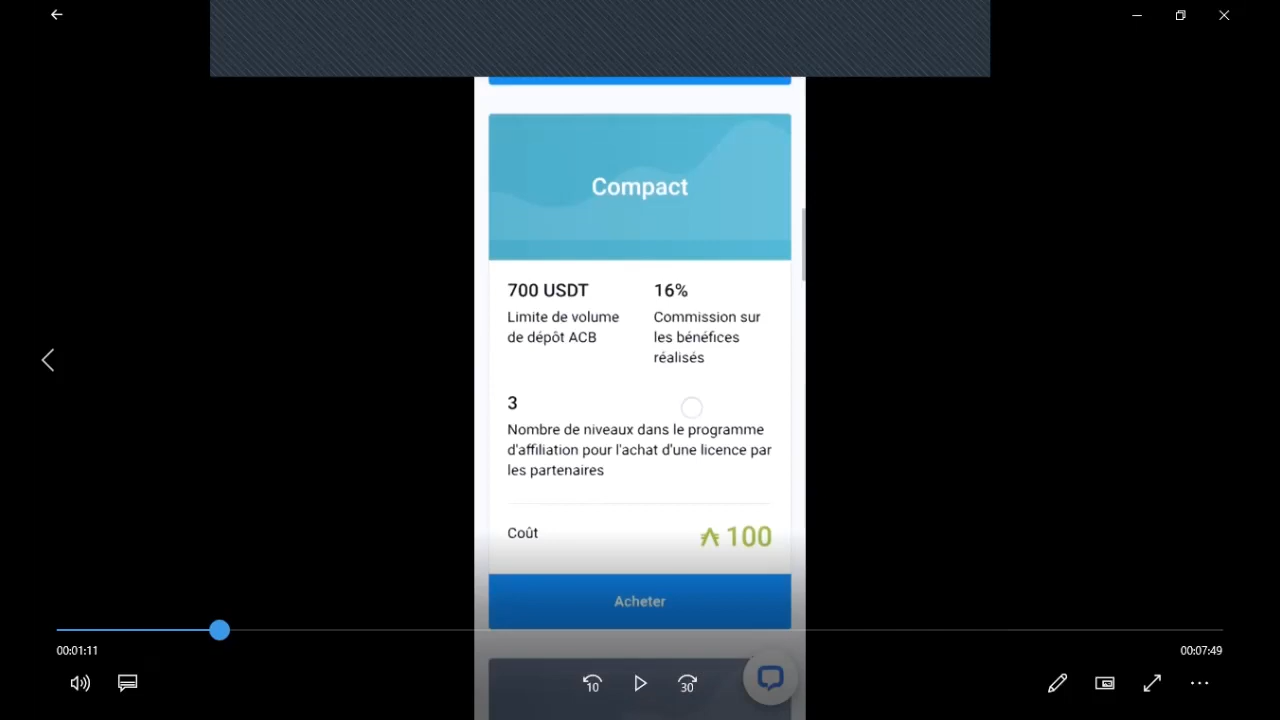 Compact
700 USDT
16%
Limite de volume
de dépôt ACB
Commission sur
les bénéfices
réalisés
3
Nombre de niveaux dans le programme
d'affiliation pour l'achat d'une licence par
les partenaires
Coût
100
Acheter
00:01:11
00:07:49
10
30